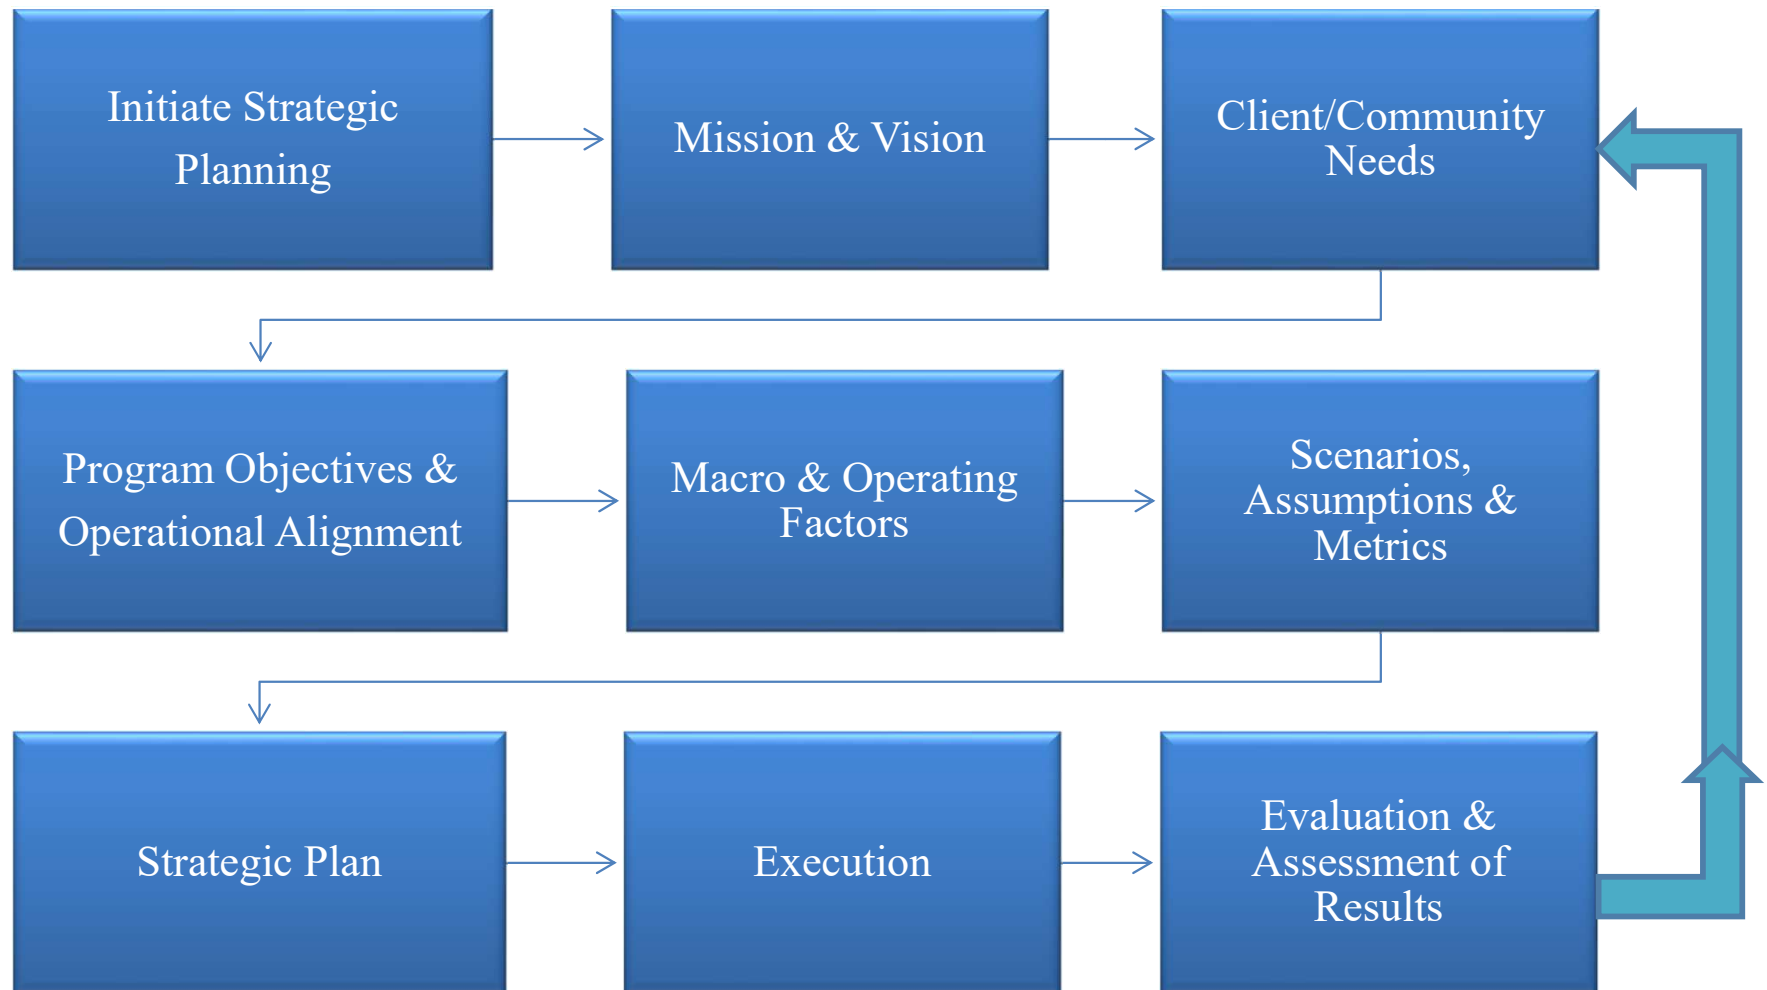 Initiate Strategic
Planning
Mission & Vision
Client/Community
Needs
Program Objectives &
Operational Alignment
Macro & Operating
Factors
Scenarios,
Assumptions &
Metrics
Strategic Plan
Execution
Evaluation &
Assessment of
Results